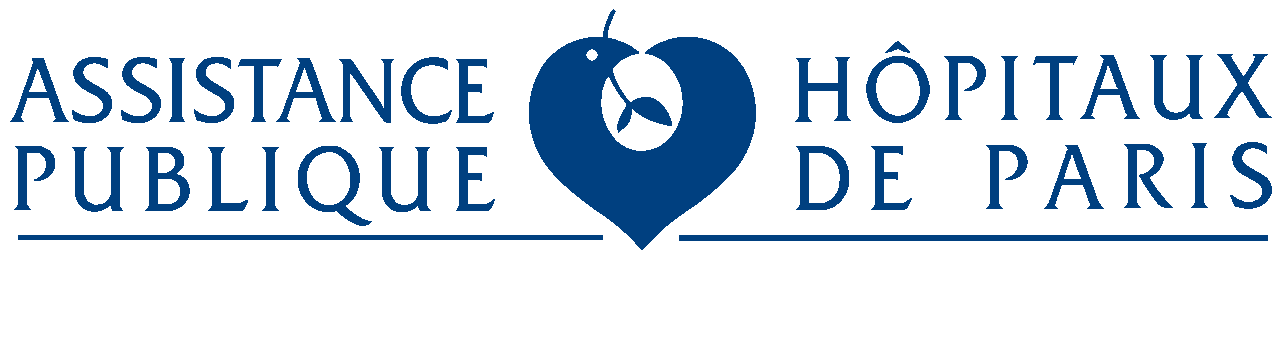 ASSISTANCE
PUBLIQUE
HÔPITAUX
DE PARIS